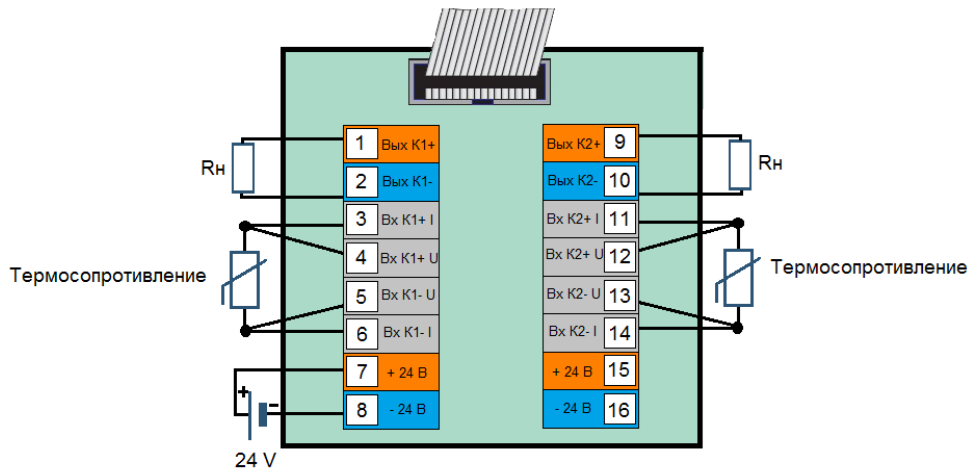 1 Вых К1+
2 Вых К1-
3 Вх К1+ I
4 Вх К1+ U
5 Вх К1- U
6 Вх К1- I
7 + 24 В
8 - 24 В
Вых К2+ 9
Вых К2- 10
Вх К2+ I 11
Вх К2+ U 12
Вх К2- U 13
Вх К2- I 14
+ 24 В 15
- 24 В 16
Rн
Термосопротивление
+ -
24 V
Rн
Термосопротивление